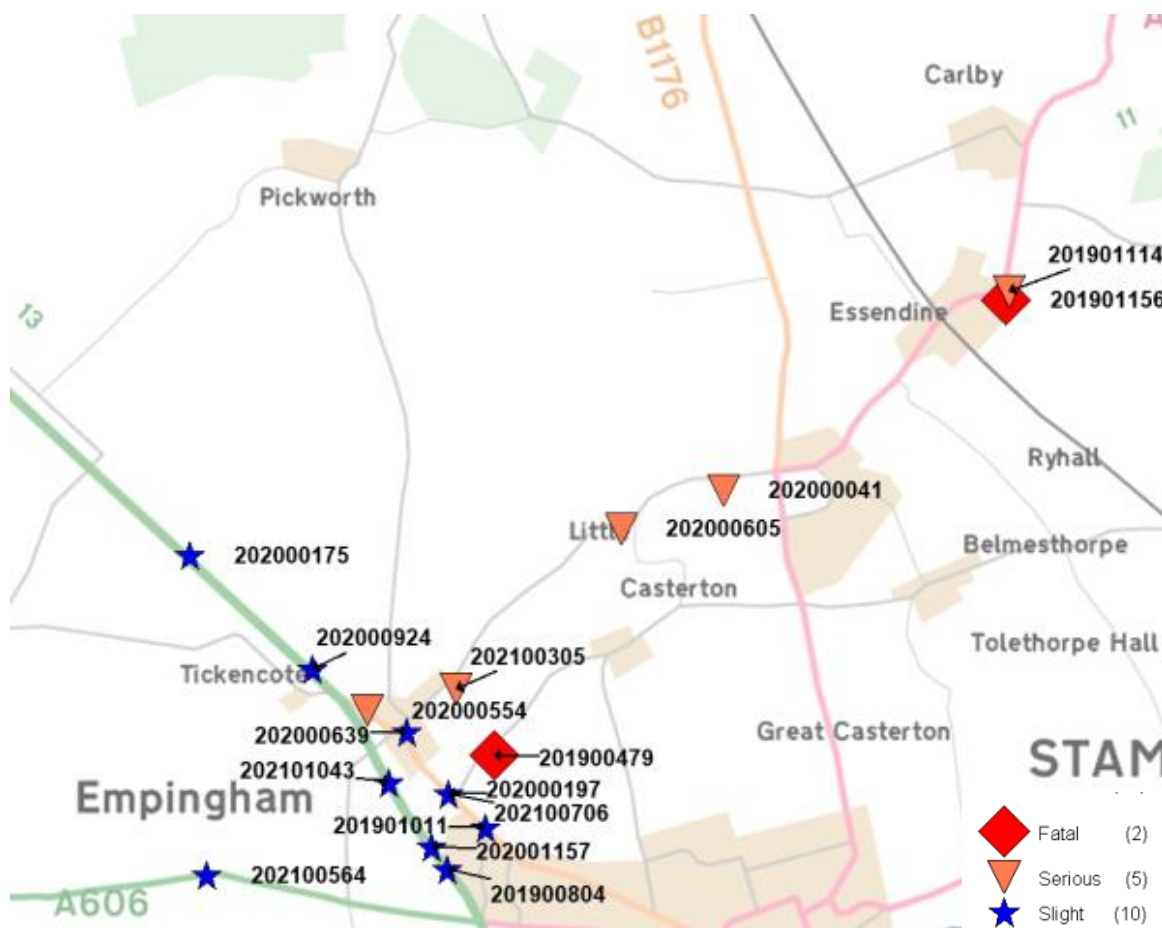 B1176
Carlby
11
Pickworth
201901114
Essendine
201901156
13
Ryhall
202000041
Little
202000605
Belmesthorpe
202000175
Casterton
202000924
Tolethorpe Hall
202100305
Tickencote
202000554
202000639
Great Casterton
201900479
STAM
202101043
202000197
Empingham
202100706
201901011
Fatal (2)
202001157
202100564
Serious (5)
201900804
A606
Slight (10)